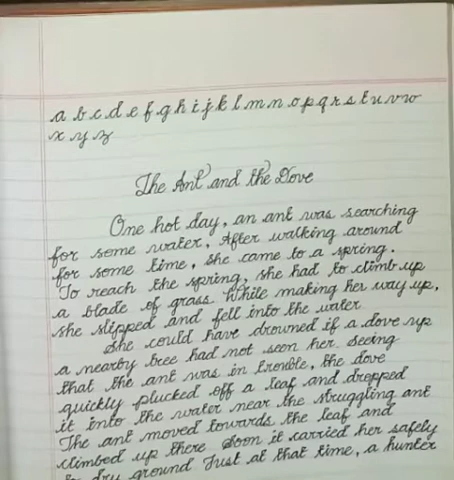 a b c d e f g h i j k l m n o p q r s t u v w
x y z
The Ant and the Dove
One hot day, an ant was searching
for some water, After walking around
for some time, she came to a spring.
To reach the spring, she had to climb up
a blade of grass While making her way up,
she slipped and fell into the water
She could have drowned if a dove up
a nearby tree had not seen her. Seeing
that the ant was in trouble, the dove
quickly plucked off a leaf and dropped
it into the water near the struggling ant
The ant moved towards the leaf and
climbed up there Soon it carried her safely
to dry ground Just at that time, a hunter